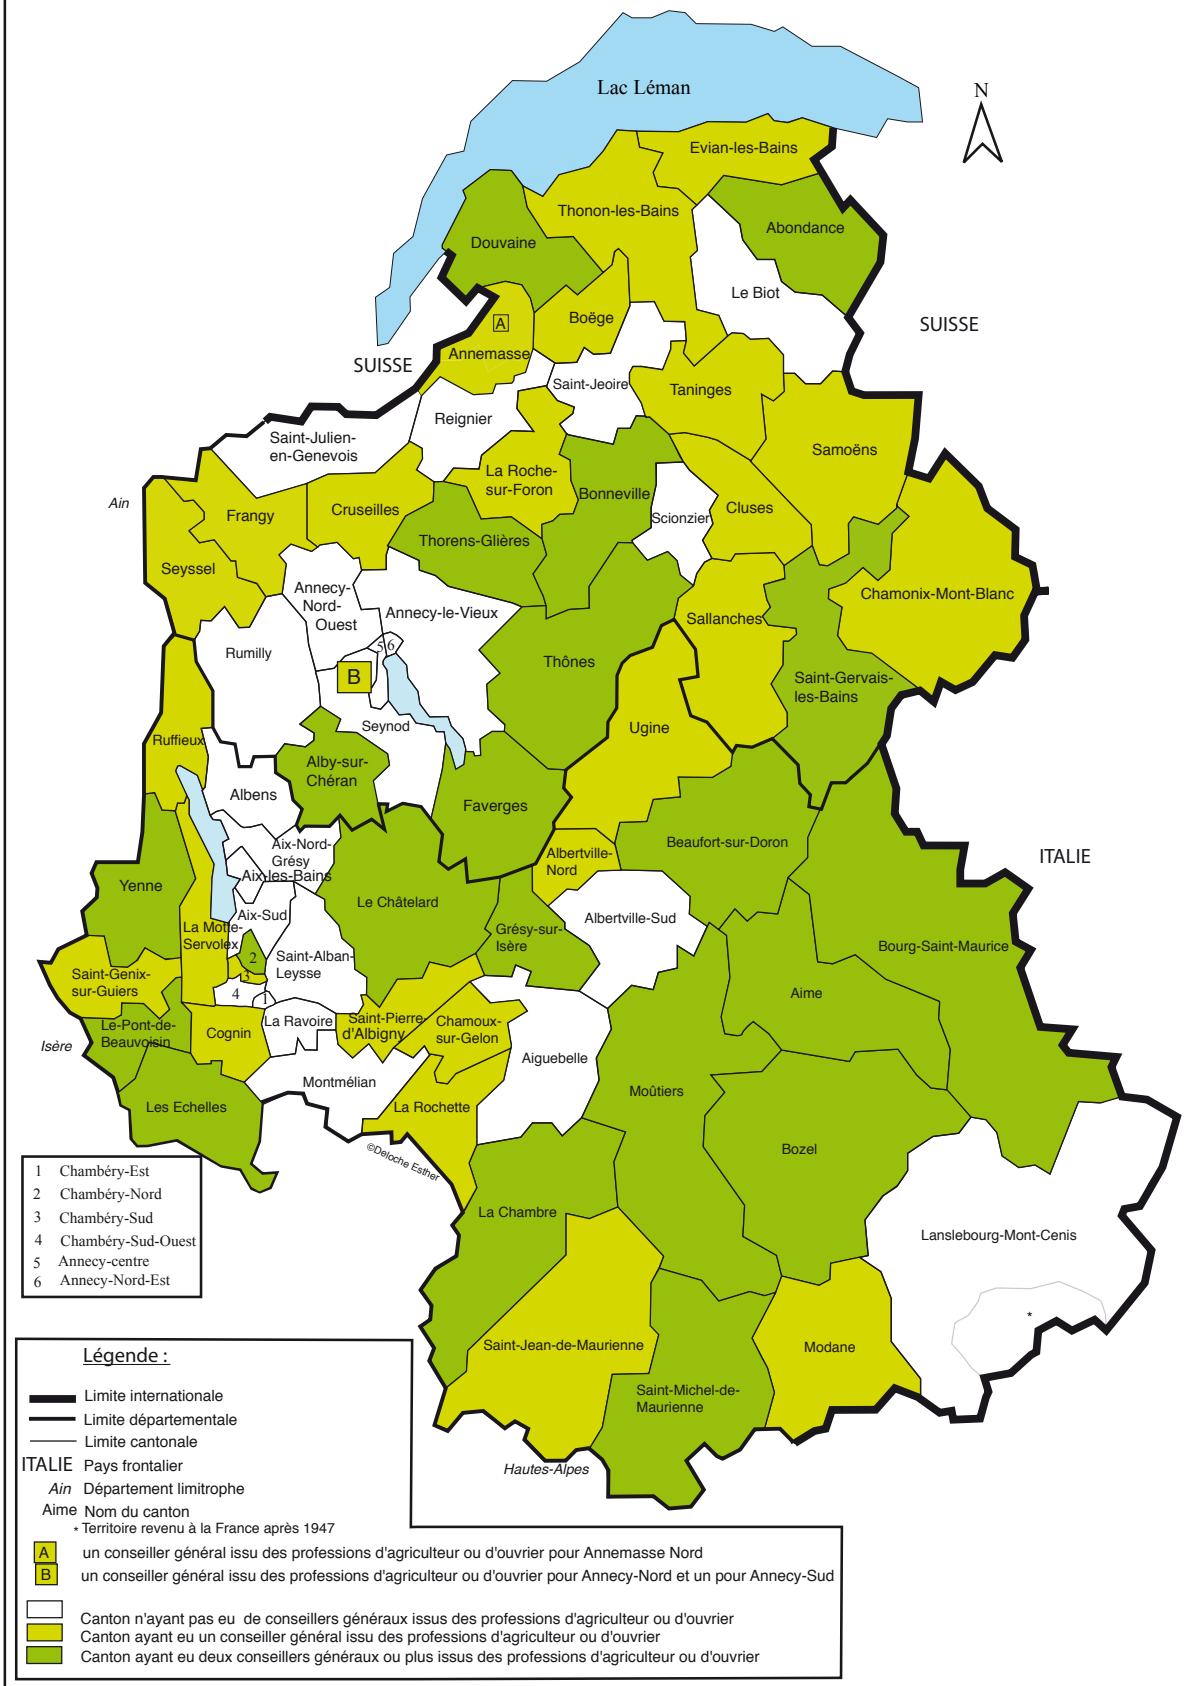 Lac Léman
N
Evian-les-Bains
Thonon-les-Bains
Abondance
Douvaine
Le Biot
SUISSE
A
Boëge
Annemasse
SUISSE
Saint-Jeoire
Taninges
Reignier
Saint-Julien-
en-Genevois
Samoëns
La Roche-
sur-Foron
Bonneville
Ain
Frangy
Cruseilles
Scionzier
Cluses
Thorens-Glières
Seyssel
Annecy-
Nord-
Ouest
Annecy-le-Vieux
Chamonix-Mont-Blanc
Sallanches
5
6
Rumilly
Thônes
B
Saint-Gervais-
les-Bains
Seynod
Ugine
Ruffieux
Alby-sur-
Chéran
Albens
Faverges
Aix-Nord-
Grésy
Beaufort-sur-Doron
ITALIE
Albertville-
Nord
Aix-les-Bains
Yenne
Le Châtelard
Aix-Sud
Albertville-Sud
La Motte-
Servolex
Grésy-sur-
Isère
Bourg-Saint-Maurice
2
Saint-Alban-
Leysse
Saint-Genix-
sur-Guiers
3
4
1
Aime
La Ravoire
Saint-Pierre-
d'Albigny
Chamoux-
sur-Gelon
Le-Pont-de-
Beauvoisin
Cognin
Isère
Aiguebelle
Montmélian
Moûtiers
Les Echelles
La Rochette
©Deloche Esther
Bozel
1 Chambéry-Est
2 Chambéry-Nord
3 Chambéry-Sud
4 Chambéry-Sud-Ouest
5 Annecy-centre
6 Annecy-Nord-Est
La Chambre
Lanslebourg-Mont-Cenis
*
Saint-Jean-de-Maurienne
Modane
Saint-Michel-de-
Maurienne
Hautes-Alpes
Légende :
Limite internationale
Limite départementale
Limite cantonale
ITALIE Pays frontalier
Ain Département limitrophe
Aime Nom du canton
* Territoire revenu à la France après 1947
A un conseiller général issu des professions d'agriculteur ou d'ouvrier pour Annemasse Nord
B un conseiller général issu des professions d'agriculteur ou d'ouvrier pour Annecy-Nord et un pour Annecy-Sud
Canton n'ayant pas eu de conseillers généraux issus des professions d'agriculteur ou d'ouvrier
Canton ayant eu un conseiller général issu des professions d'agriculteur ou d'ouvrier
Canton ayant eu deux conseillers généraux ou plus issus des professions d'agriculteur ou d'ouvrier